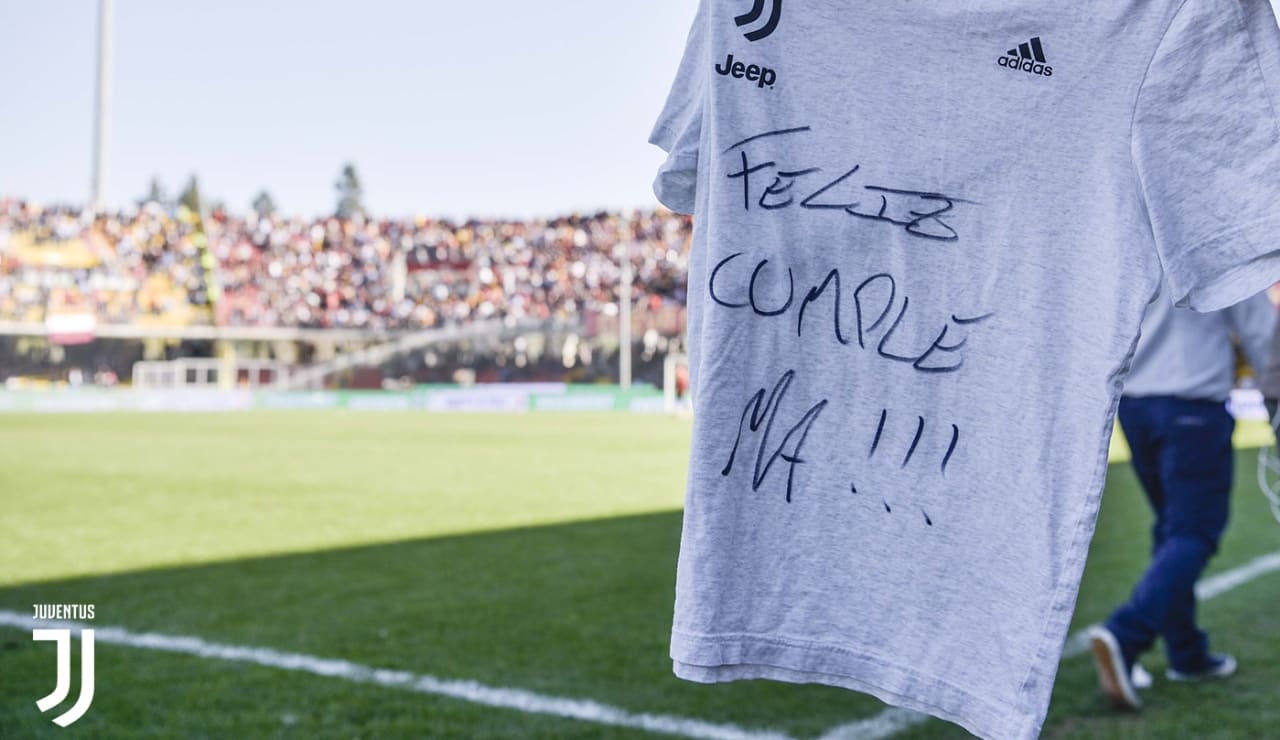 Jeep
adidas
FELIZ
CUMPLE
MA !!!
JUVENTUS